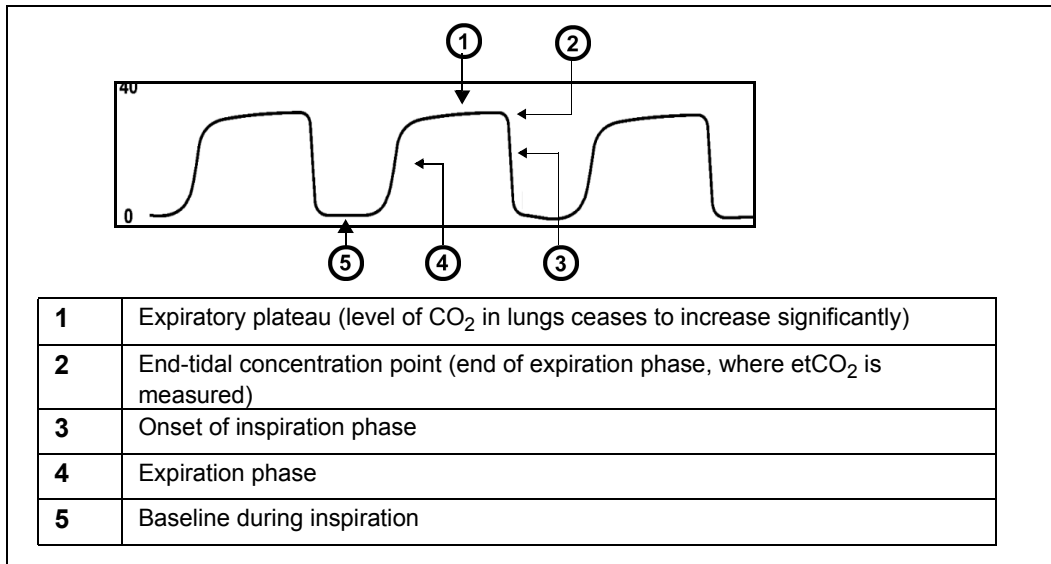 1
2
40
0
5
4
3
1 Expiratory plateau (level of CO2 in lungs ceases to increase significantly)
2 End-tidal concentration point (end of expiration phase, where etCO2 is
measured)
3 Onset of inspiration phase
4 Expiration phase
5 Baseline during inspiration